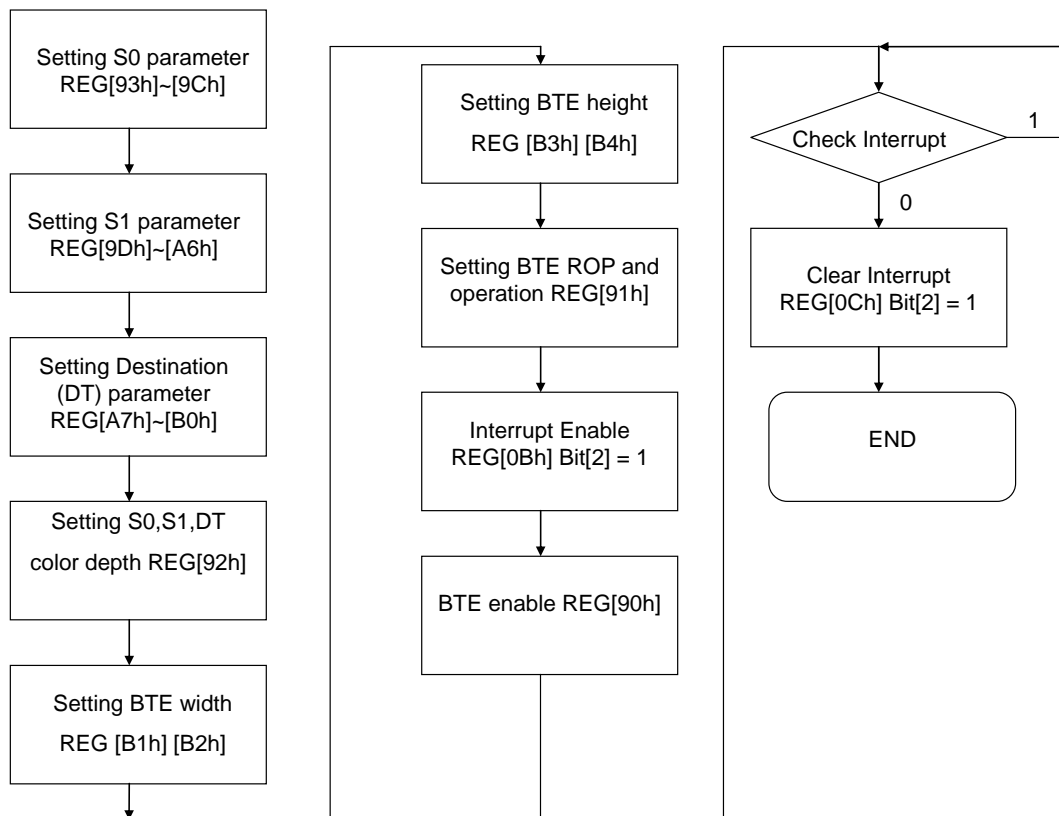 Setting S0 parameter
REG[93h]~[9Ch]
Setting S1 parameter
REG[9Dh]~[A6h]
Setting Destination
(DT) parameter
REG[A7h]~[B0h]
Setting S0,S1,DT
color depth REG[92h]
Setting BTE width
REG [B1h] [B2h]
Setting BTE height
REG [B3h] [B4h]
Setting BTE ROP and
operation REG[91h]
Interrupt Enable
REG[0Bh] Bit[2] = 1
BTE enable REG[90h]
Check Interrupt
1
0
Clear Interrupt
REG[0Ch] Bit[2] = 1
END